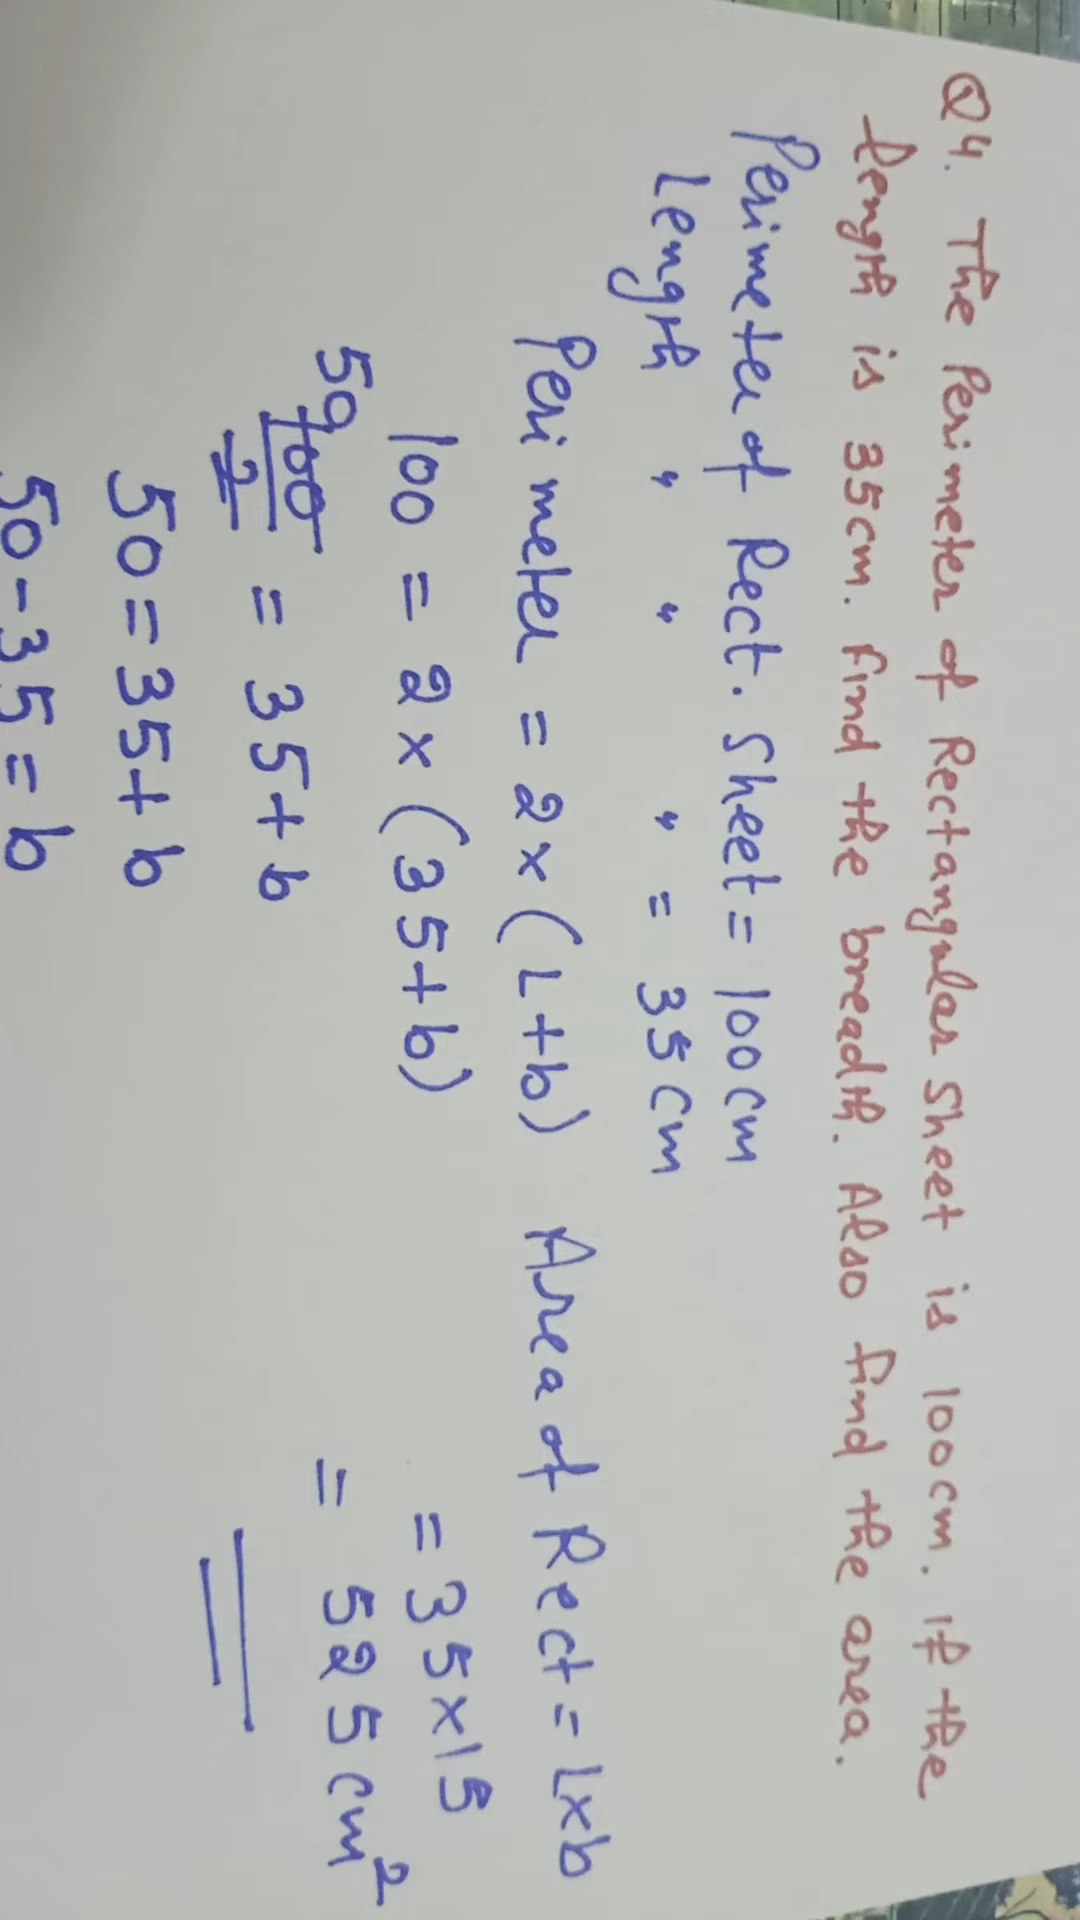 Q4. The Perimeter of Rectangular Sheet is 100cm. If the
length is 35cm. Find the breadth. Also find the area.
Perimeter of Rect. Sheet = 100cm
Length " " " = 35cm
Perimeter = 2×(L+b)
100 = 2×(35+b)
50
100/2 = 35+b
50=35+b
50-35=b
Area of Rect = L×b
= 35×15
= 525cm²